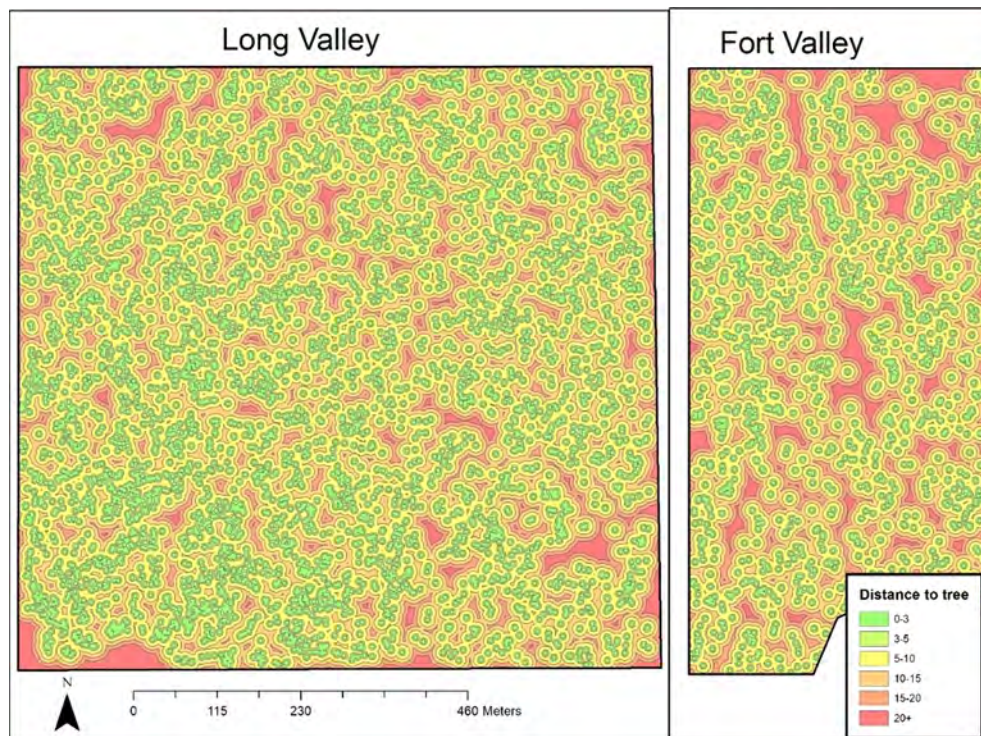 Long Valley
Fort Valley
Distance to tree
0-3
3-5
5-10
10-15
15-20
20+
N
0 115 230 460 Meters